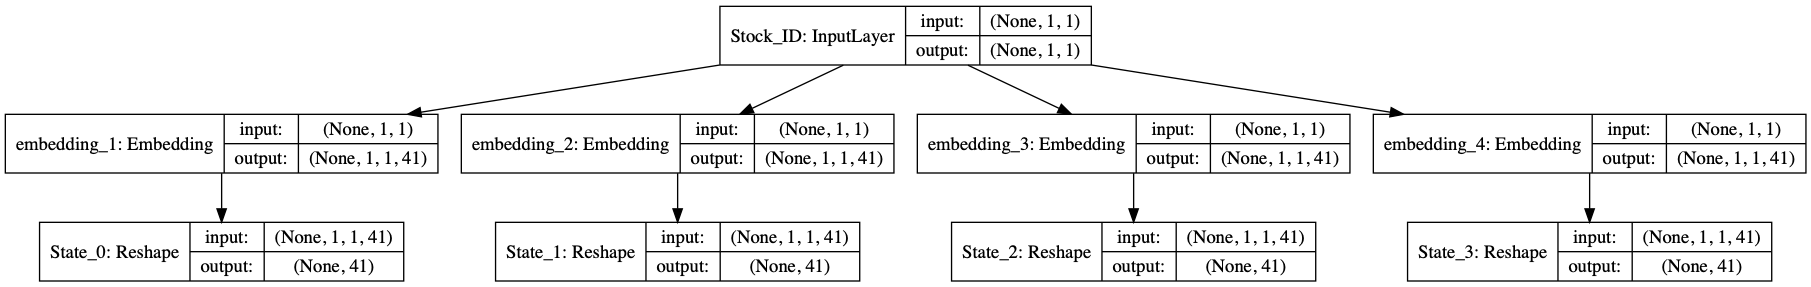 Stock_ID: InputLayer
input:
(None, 1, 1)
output:
(None, 1, 1)
embedding_1: Embedding
input:
(None, 1, 1)
output:
(None, 1, 1, 41)
embedding_2: Embedding
input:
(None, 1, 1)
output:
(None, 1, 1, 41)
embedding_3: Embedding
input:
(None, 1, 1)
output:
(None, 1, 1, 41)
embedding_4: Embedding
input:
(None, 1, 1)
output:
(None, 1, 1, 41)
State_0: Reshape
input:
(None, 1, 1, 41)
output:
(None, 41)
State_1: Reshape
input:
(None, 1, 1, 41)
output:
(None, 41)
State_2: Reshape
input:
(None, 1, 1, 41)
output:
(None, 41)
State_3: Reshape
input:
(None, 1, 1, 41)
output:
(None, 41)